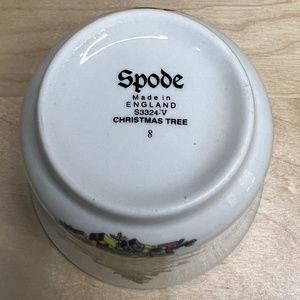 Spode
Made in
ENGLAND
S3324-V
CHRISTMAS TREE
8